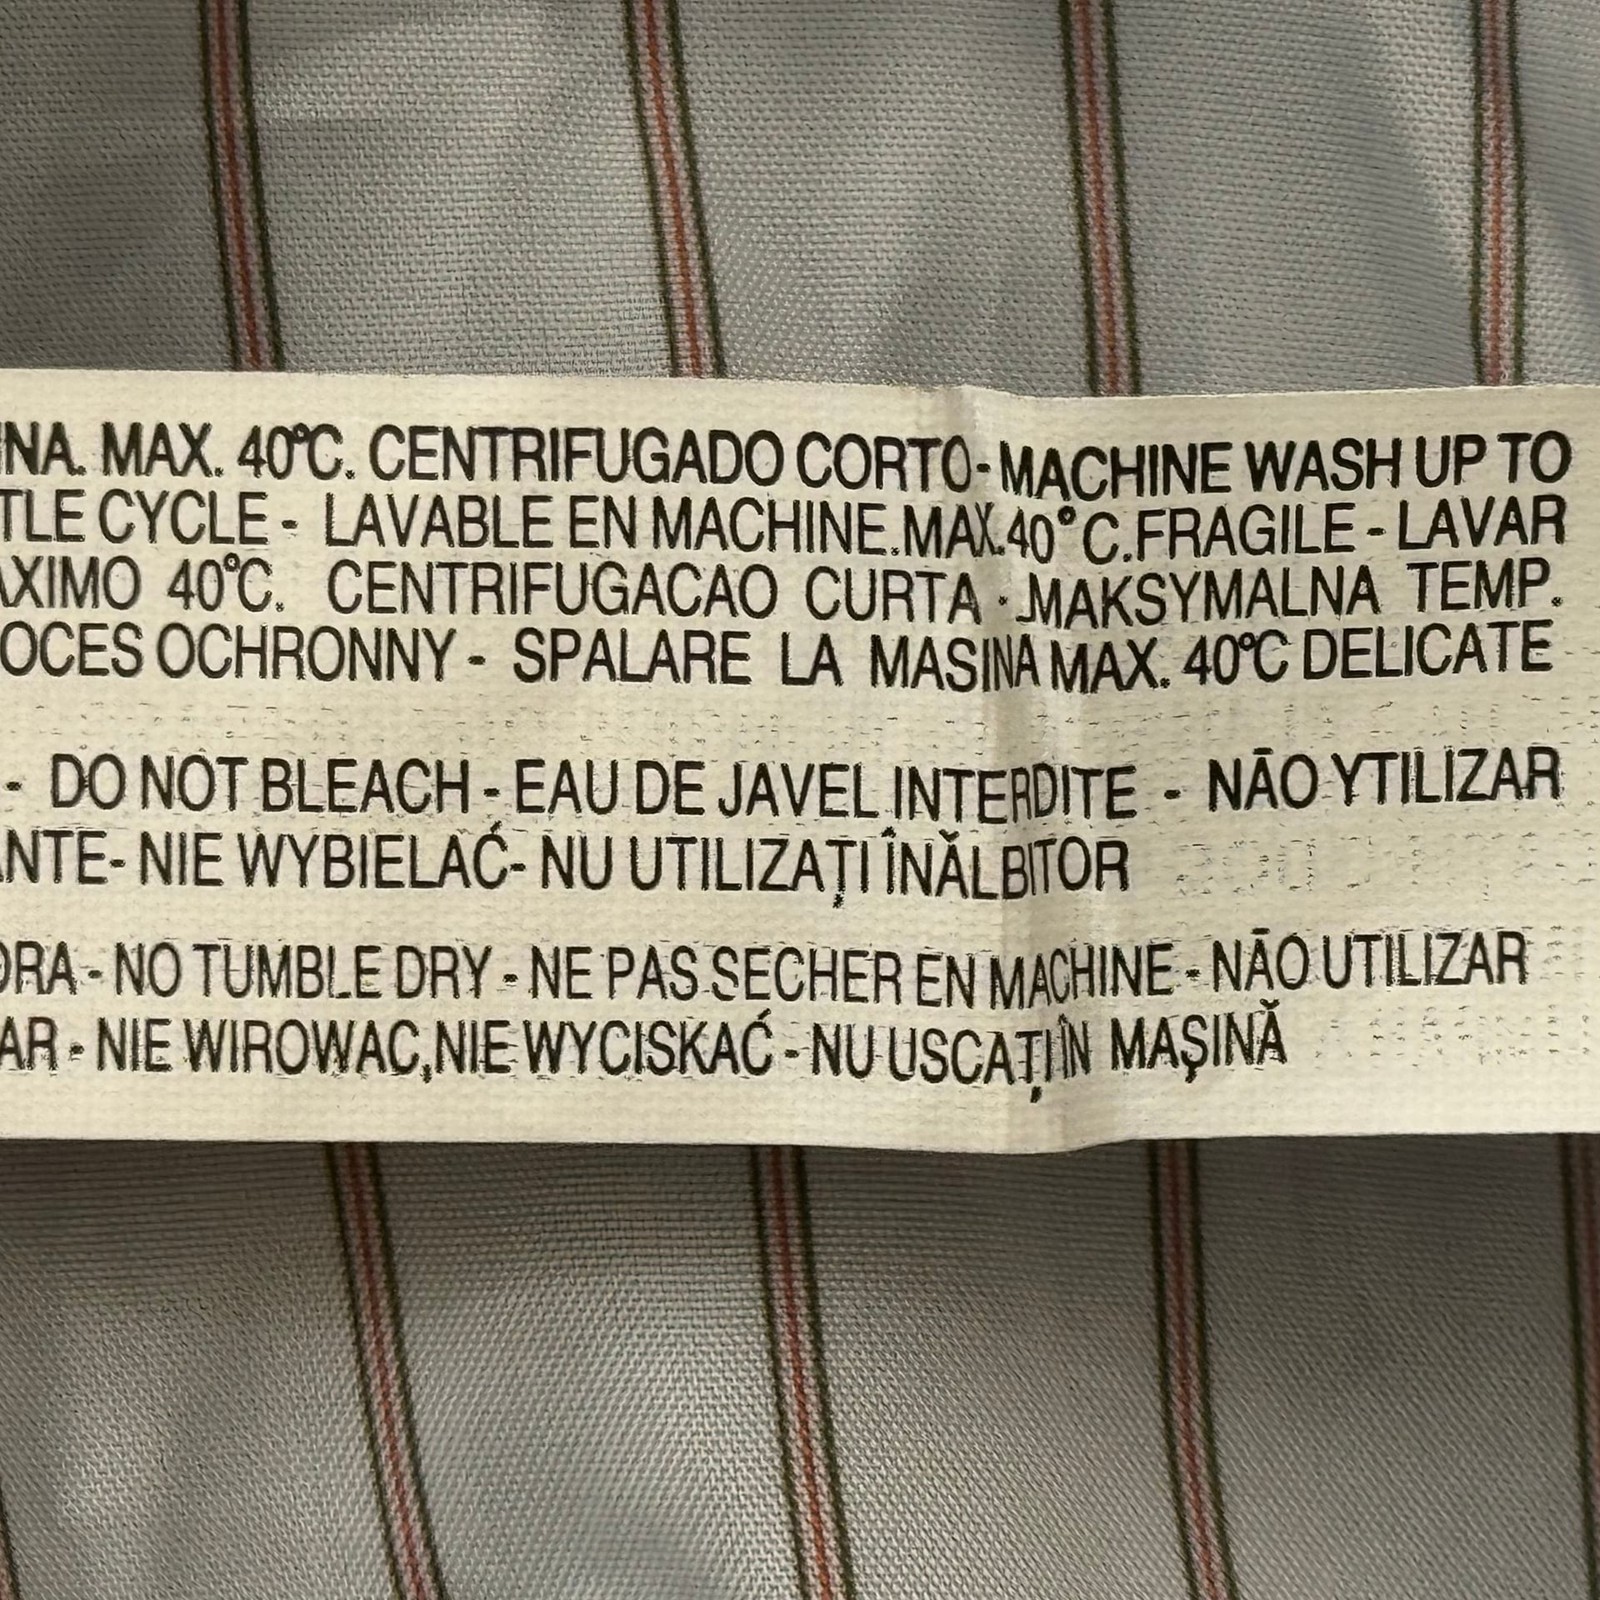 INA. MAX. 40°C. CENTRIFUGADO CORTO - MACHINE WASH UP TO
TLE CYCLE - LAVABLE EN MACHINE.MAX.40°C.FRAGILE - LAVAR
AXIMO 40°C. CENTRIFUGACAO CURTA - MAKSYMALNA TEMP.
OCES OCHRONNY - SPALARE LA MASINA MAX. 40°C DELICATE
- DO NOT BLEACH - EAU DE JAVEL INTERDITE - NÃO YTILIZAR
ANTE- NIE WYBIELAĆ- NU UTILIZAȚI ÎNĂLBITOR
ORA - NO TUMBLE DRY - NE PAS SECHER EN MACHINE - NÃO UTILIZAR
AR - NIE WIROWAC,NIE WYCISKAĆ - NU USCAȚI ÎN MAȘINĂ